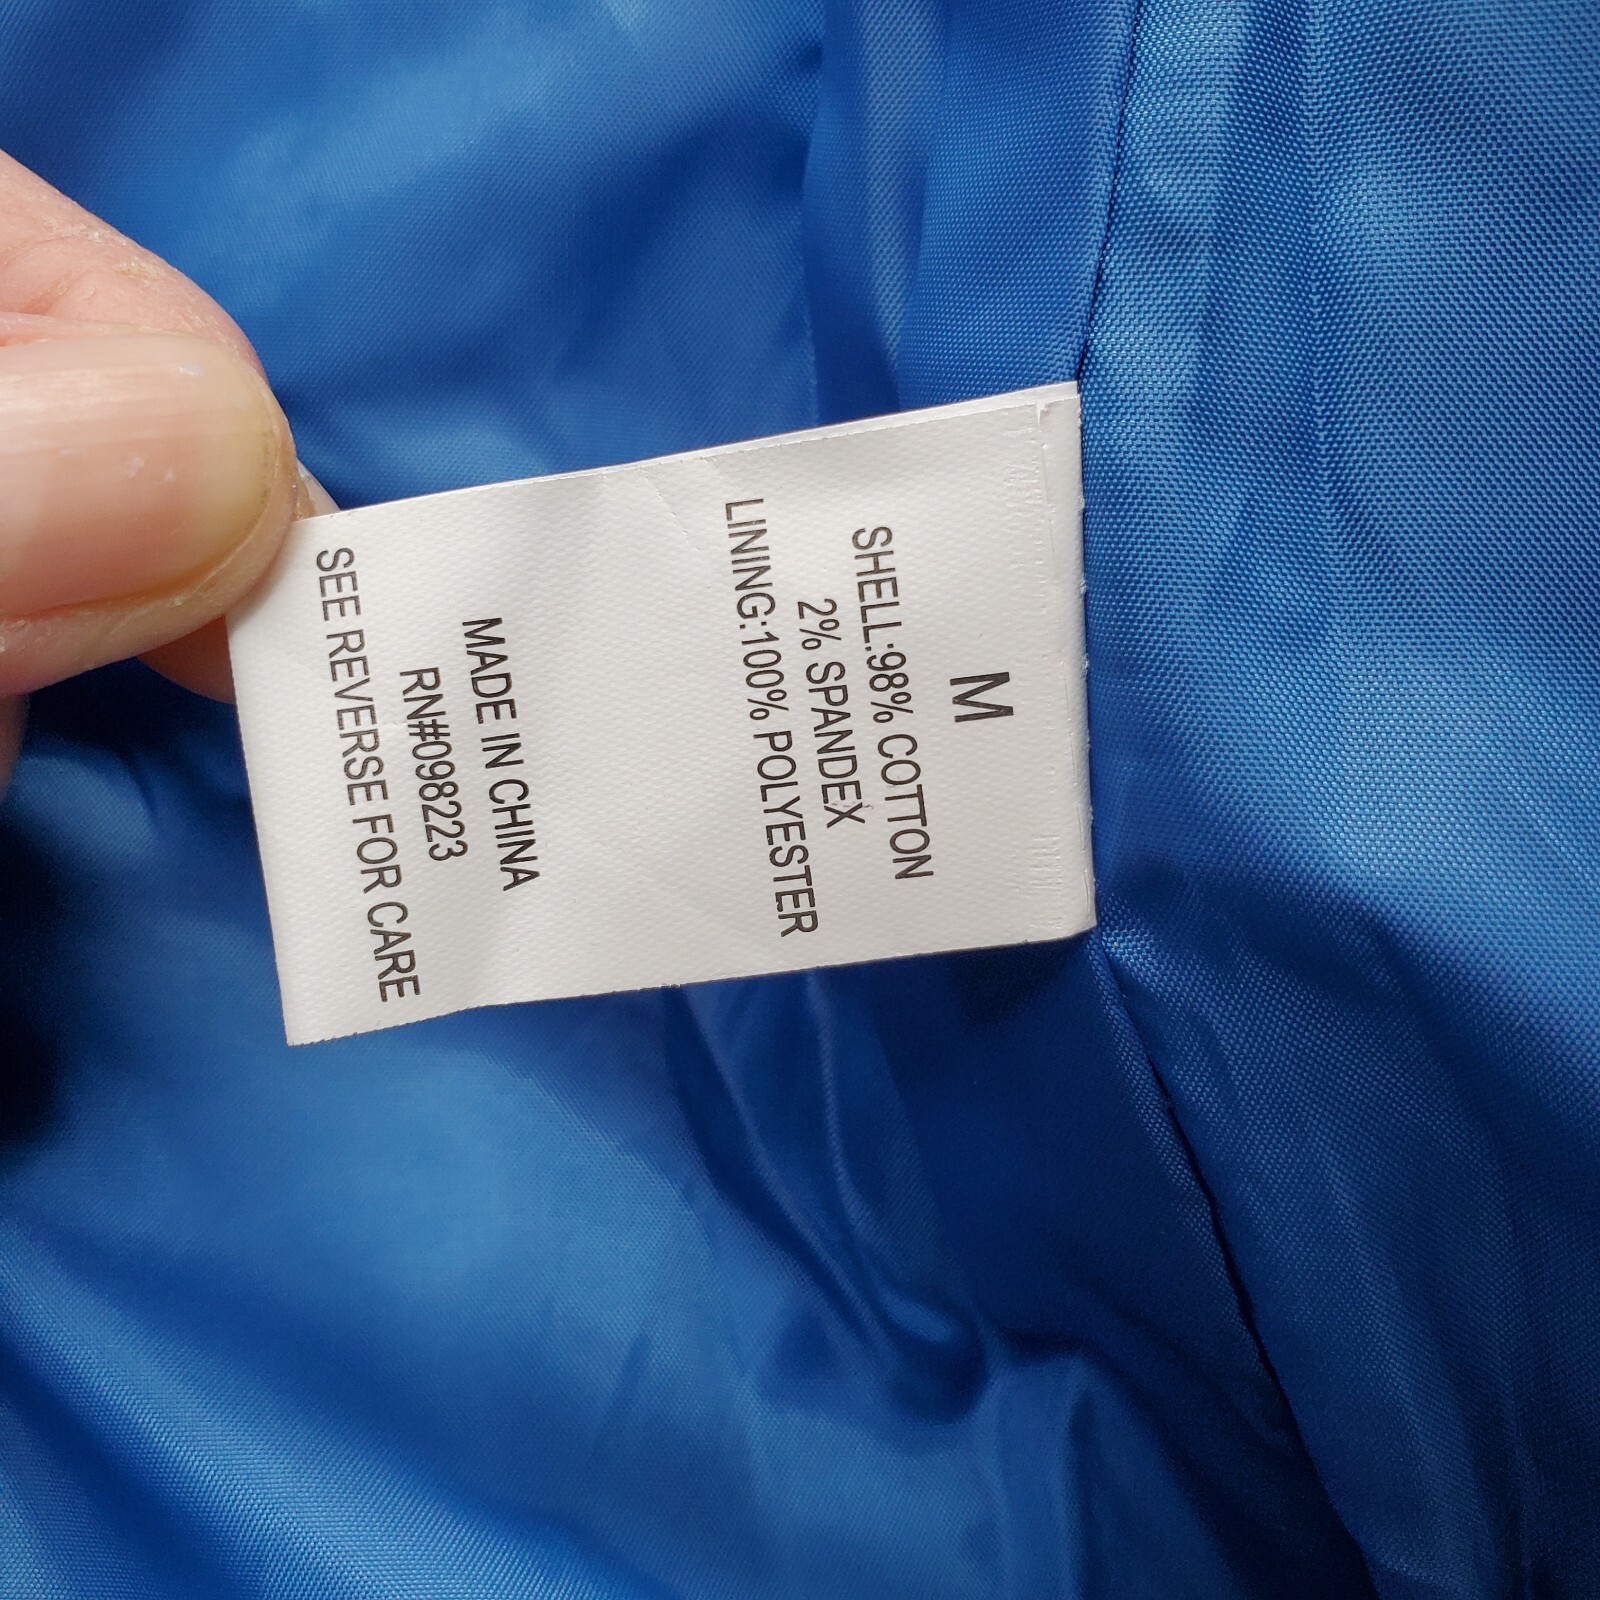 M
SHELL:98% COTTON
2% SPANDEX
LINING:100% POLYESTER
MADE IN CHINA
RN#098223
SEE REVERSE FOR CARE